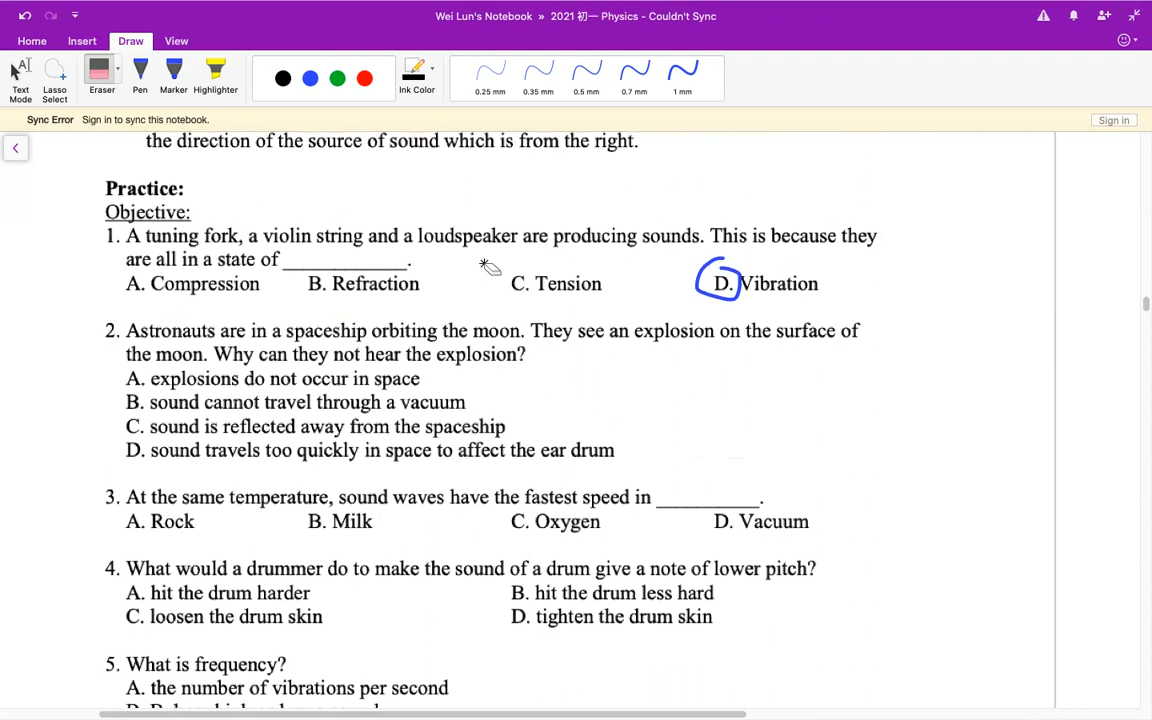 Wei Lun's Notebook » 2021 初一 Physics - Couldn't Sync
Home Insert Draw View
Text Mode Lasso Select Eraser Pen Marker Highlighter Ink Color 0.25 mm 0.35 mm 0.5 mm 0.7 mm 1 mm
Sync Error Sign in to sync this notebook. Sign in
the direction of the source of sound which is from the right.
Practice:
Objective:
1. A tuning fork, a violin string and a loudspeaker are producing sounds. This is because they
are all in a state of ____________.
A. Compression B. Refraction C. Tension D. Vibration
2. Astronauts are in a spaceship orbiting the moon. They see an explosion on the surface of
the moon. Why can they not hear the explosion?
A. explosions do not occur in space
B. sound cannot travel through a vacuum
C. sound is reflected away from the spaceship
D. sound travels too quickly in space to affect the ear drum
3. At the same temperature, sound waves have the fastest speed in __________.
A. Rock B. Milk C. Oxygen D. Vacuum
4. What would a drummer do to make the sound of a drum give a note of lower pitch?
A. hit the drum harder B. hit the drum less hard
C. loosen the drum skin D. tighten the drum skin
5. What is frequency?
A. the number of vibrations per second